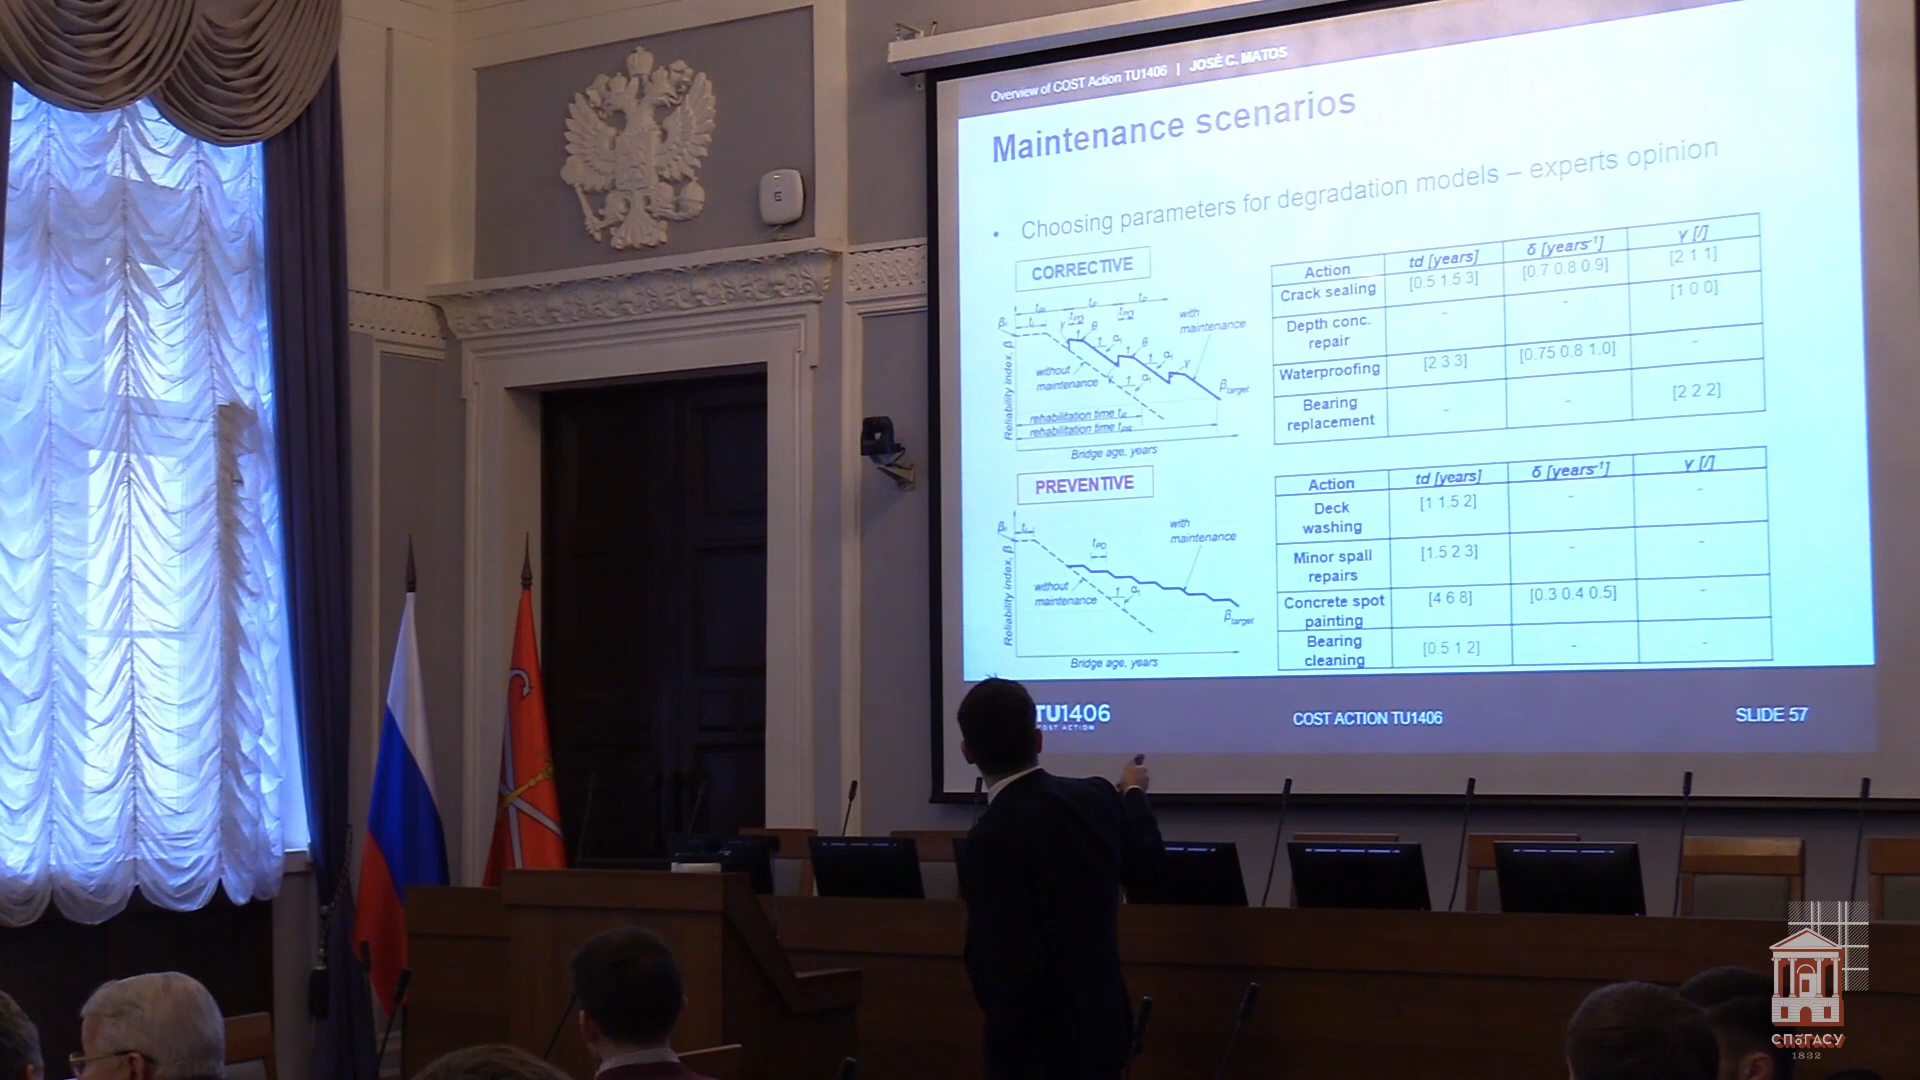 Overview of COST Action TU1406 | JOSÉ C. MATOS
Maintenance scenarios
• Choosing parameters for degradation models – experts opinion
CORRECTIVE
with
maintenance
without
maintenance
βtarget
rehabilitation time
rehabilitation time
Reliability index, β
Bridge age, years
Action td [years] δ [years⁻¹] γ [/]
Crack sealing [0.5 1.5 3] [0.7 0.8 0.9] [2 1 1]
Depth conc. - - [1 0 0]
repair
Waterproofing [2 3 3] [0.75 0.8 1.0] -
Bearing - - [2 2 2]
replacement
PREVENTIVE
with
maintenance
tPD
without
maintenance
βtarget
Reliability index, β
Bridge age, years
Action td [years] δ [years⁻¹] γ [/]
Deck [1 1.5 2] - -
washing
Minor spall [1.5 2 3] - -
repairs
Concrete spot [4 6 8] [0.3 0.4 0.5] -
painting
Bearing [0.5 1 2] - -
cleaning
TU1406
COST ACTION
COST ACTION TU1406
SLIDE 57
СПбГАСУ
1832